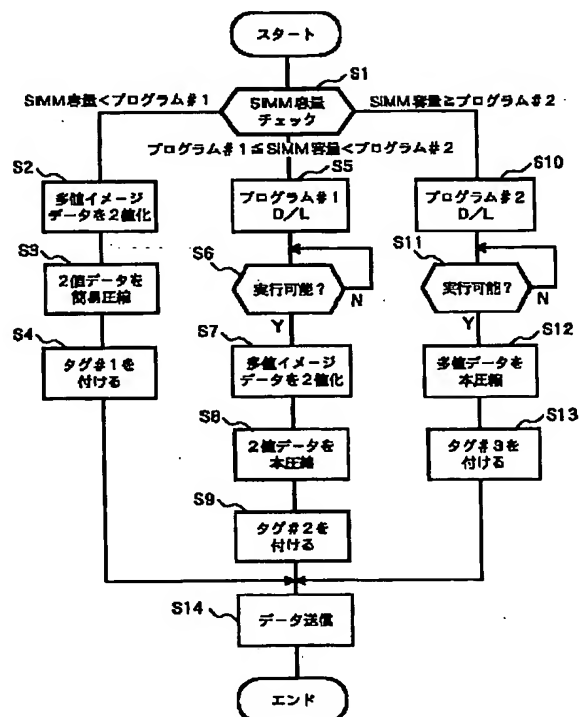 スタート
S1
SIMM容量
チェック
SIMM容量<プログラム#1
SIMM容量≧プログラム#2
プログラム#1≦SIMM容量<プログラム#2
S2
多値イメージ
データを2値化
S3
2値データを
簡易圧縮
S4
タグ#1を
付ける
S5
プログラム#1
D/L
S6
実行可能?
N
Y
S7
多値イメージ
データを2値化
S8
2値データを
本圧縮
S9
タグ#2を
付ける
S10
プログラム#2
D/L
S11
実行可能?
N
Y
S12
多値データを
本圧縮
S13
タグ#3を
付ける
S14
データ送信
エンド